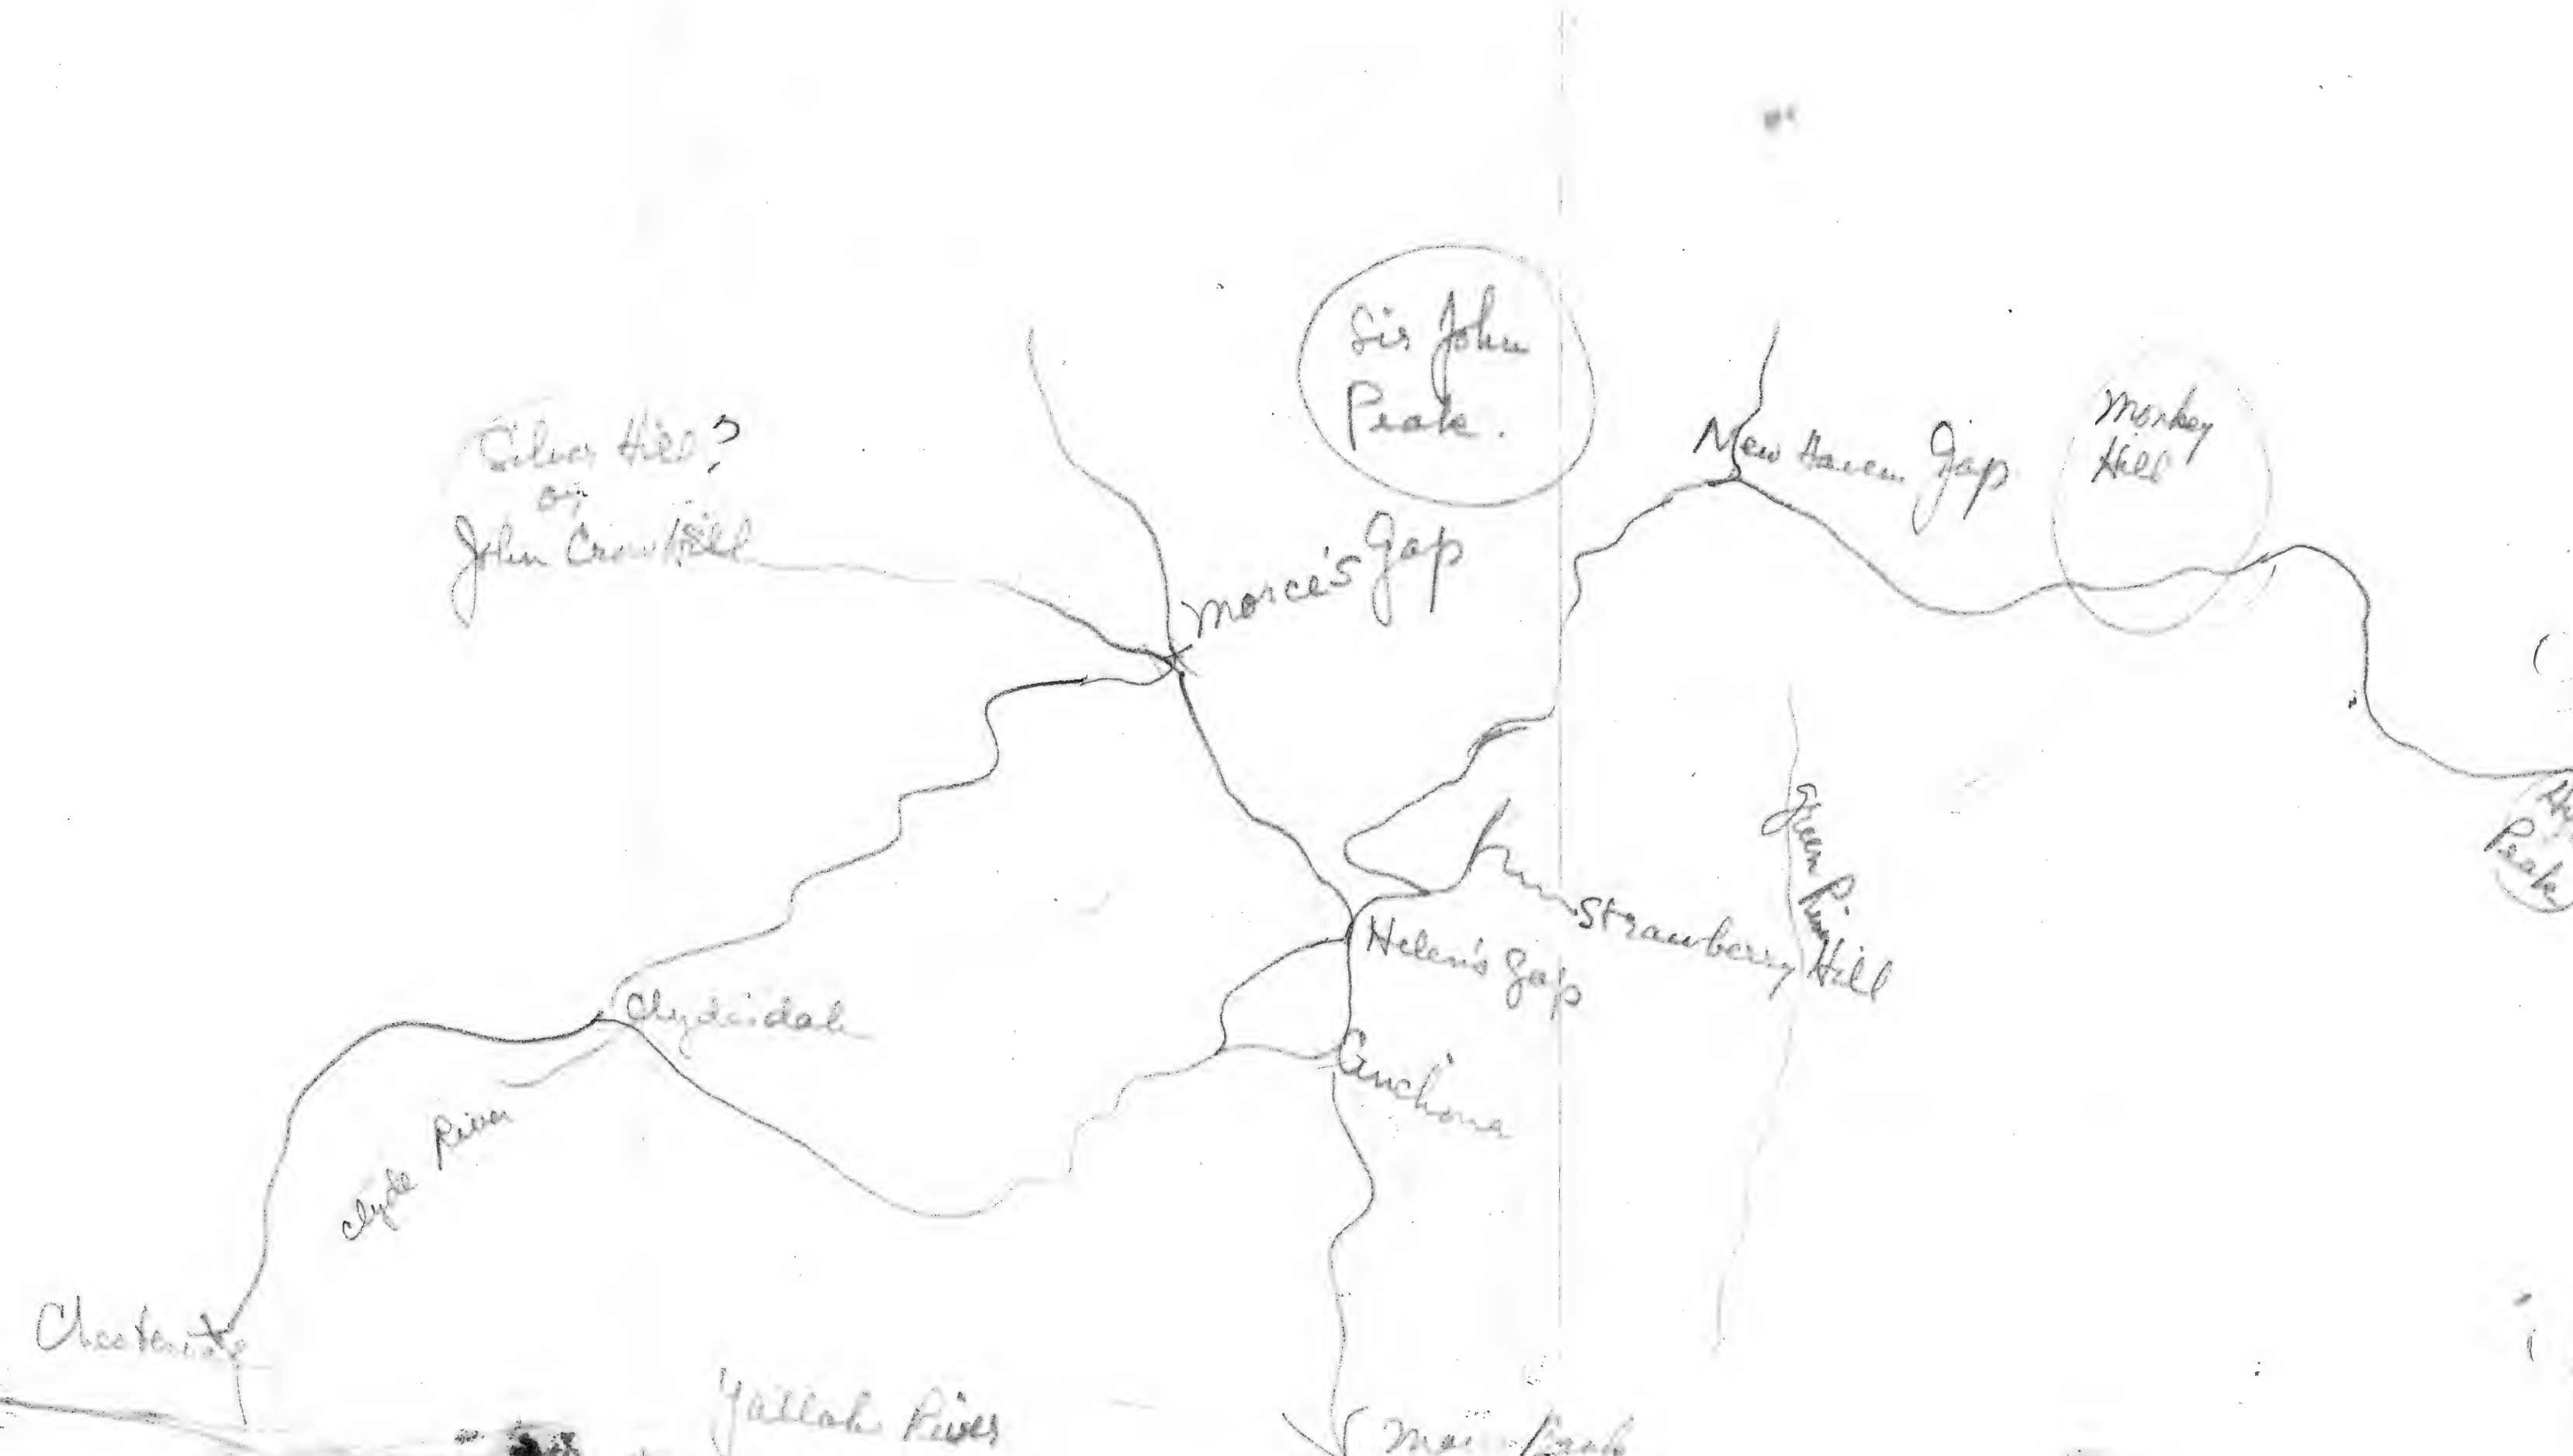 Sir John
Peak.
Silver Hill?
or
John Crow Hill
New Haven Gap
Monkey
Hill
Morce's Gap
Green River
Strawberry Hill
Helen's Gap
Clydesdale
Cinchona
Clyde River
Peak
Yallah River